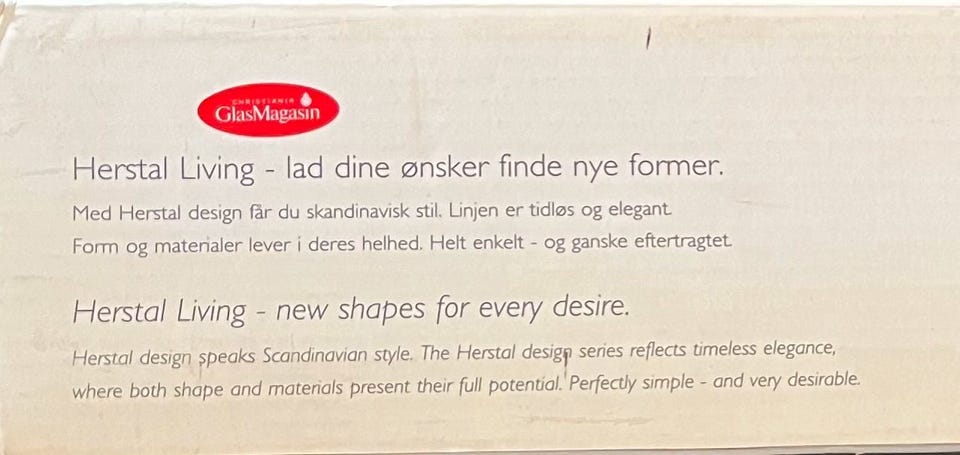 CHRISTIANIA
GlasMagasin
Herstal Living - lad dine ønsker finde nye former.
Med Herstal design får du skandinavisk stil. Linjen er tidløs og elegant.
Form og materialer lever i deres helhed. Helt enkelt - og ganske eftertragtet.
Herstal Living - new shapes for every desire.
Herstal design speaks Scandinavian style. The Herstal design series reflects timeless elegance,
where both shape and materials present their full potential. Perfectly simple - and very desirable.